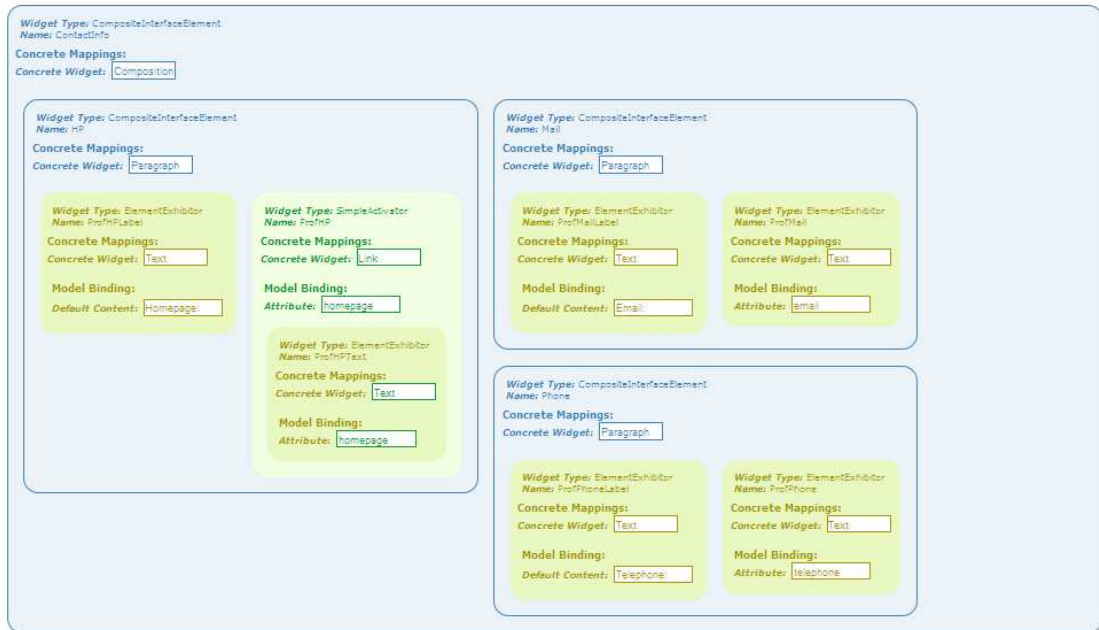 Widget Type: CompositeInterfaceElement
Name: ContactInfo
Concrete Mappings:
Concrete Widget: Composition
Widget Type: CompositeInterfaceElement
Name: HP
Concrete Mappings:
Concrete Widget: Paragraph
Widget Type: ElementExhibitor
Name: ProfHPLabel
Concrete Mappings:
Concrete Widget: Text
Model Binding:
Default Content: Homepage:
Widget Type: SimpleActivator
Name: ProfHP
Concrete Mappings:
Concrete Widget: Link
Model Binding:
Attribute: homepage
Widget Type: ElementExhibitor
Name: ProfHPText
Concrete Mappings:
Concrete Widget: Text
Model Binding:
Attribute: homepage
Widget Type: CompositeInterfaceElement
Name: Mail
Concrete Mappings:
Concrete Widget: Paragraph
Widget Type: ElementExhibitor
Name: ProfMailLabel
Concrete Mappings:
Concrete Widget: Text
Model Binding:
Default Content: Email:
Widget Type: ElementExhibitor
Name: ProfMail
Concrete Mappings:
Concrete Widget: Text
Model Binding:
Attribute: email
Widget Type: CompositeInterfaceElement
Name: Phone
Concrete Mappings:
Concrete Widget: Paragraph
Widget Type: ElementExhibitor
Name: ProfPhoneLabel
Concrete Mappings:
Concrete Widget: Text
Model Binding:
Default Content: Telephone:
Widget Type: ElementExhibitor
Name: ProfPhone
Concrete Mappings:
Concrete Widget: Text
Model Binding:
Attribute: telephone